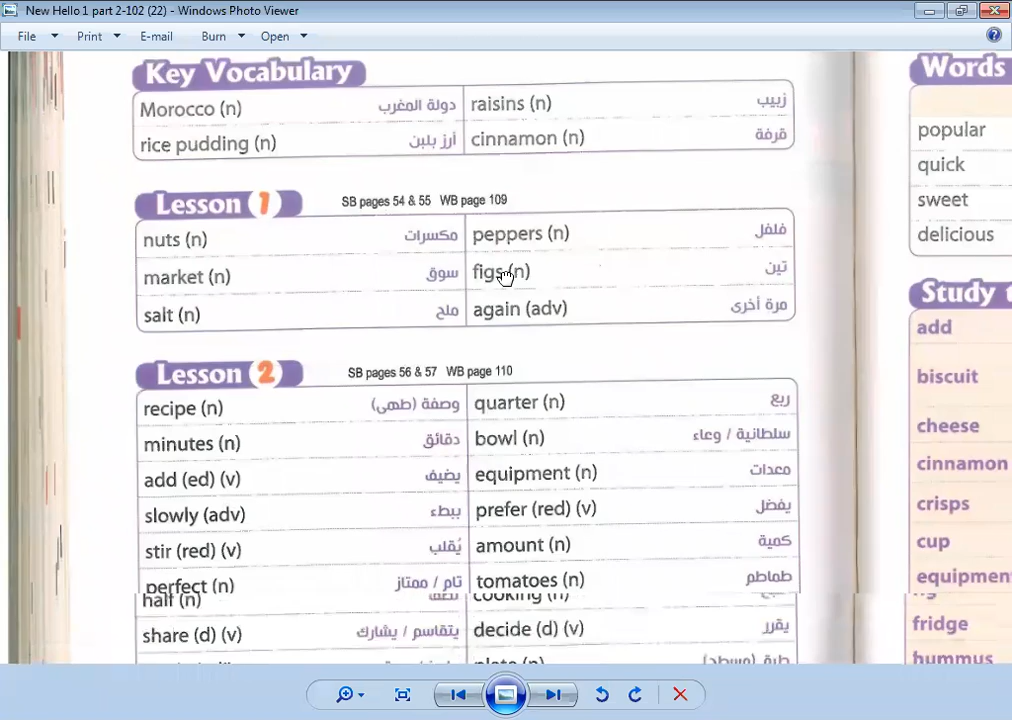 New Hello 1 part 2-102 (22) - Windows Photo Viewer
File Print E-mail Burn Open
Key Vocabulary
Morocco (n) دولة المغرب raisins (n) زبيب
rice pudding (n) أرز بلبن cinnamon (n) قرفة
Lesson 1 SB pages 54 & 55 WB page 109
nuts (n) مكسرات peppers (n) فلفل
market (n) سوق figs (n) تين
salt (n) ملح again (adv) مرة أخرى
Lesson 2 SB pages 56 & 57 WB page 110
recipe (n) وصفة (طهى) quarter (n) ربع
minutes (n) دقائق bowl (n) سلطانية / وعاء
add (ed) (v) يضيف equipment (n) معدات
slowly (adv) ببطء prefer (red) (v) يفضل
stir (red) (v) يُقلب amount (n) كمية
perfect (n) تام / ممتاز tomatoes (n) طماطم
half (n) cooking (n)
share (d) (v) يتقاسم / يشارك decide (d) (v) يقرر
Words
popular
quick
sweet
delicious
Study
add
biscuit
cheese
cinnamon
crisps
cup
equipmen
fridge
hummus